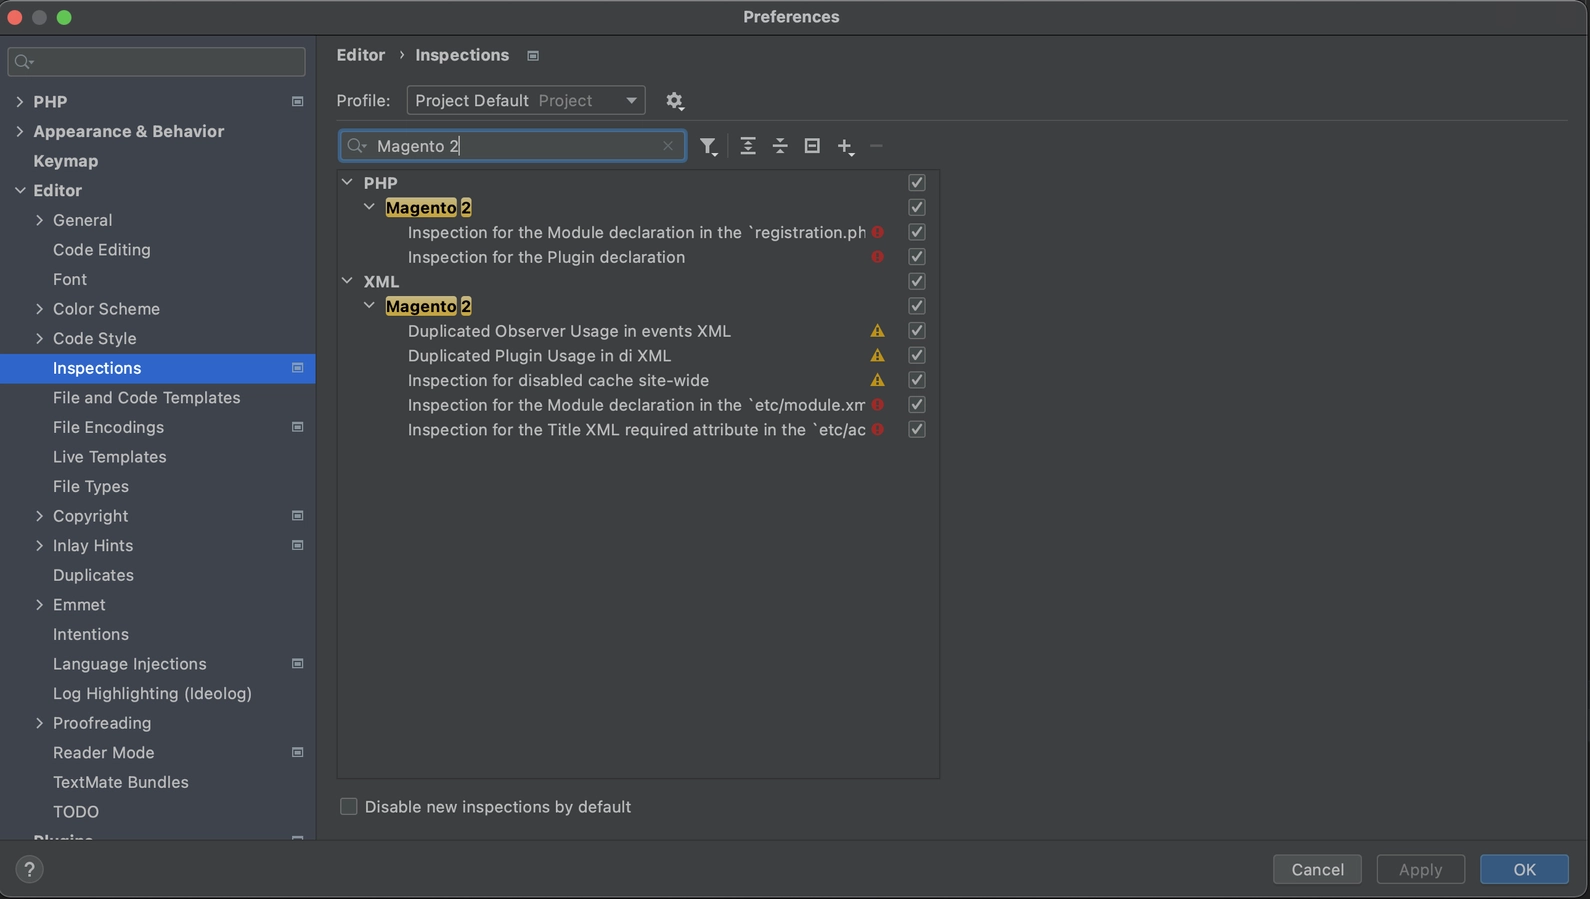 Preferences
PHP
Appearance & Behavior
Keymap
Editor
General
Code Editing
Font
Color Scheme
Code Style
Inspections
File and Code Templates
File Encodings
Live Templates
File Types
Copyright
Inlay Hints
Duplicates
Emmet
Intentions
Language Injections
Log Highlighting (Ideolog)
Proofreading
Reader Mode
TextMate Bundles
TODO
Plugins
Editor › Inspections
Profile: Project Default Project
Magento 2
PHP
Magento 2
Inspection for the Module declaration in the `registration.ph
Inspection for the Plugin declaration
XML
Magento 2
Duplicated Observer Usage in events XML
Duplicated Plugin Usage in di XML
Inspection for disabled cache site-wide
Inspection for the Module declaration in the `etc/module.xm
Inspection for the Title XML required attribute in the `etc/ac
Disable new inspections by default
?
Cancel
Apply
OK